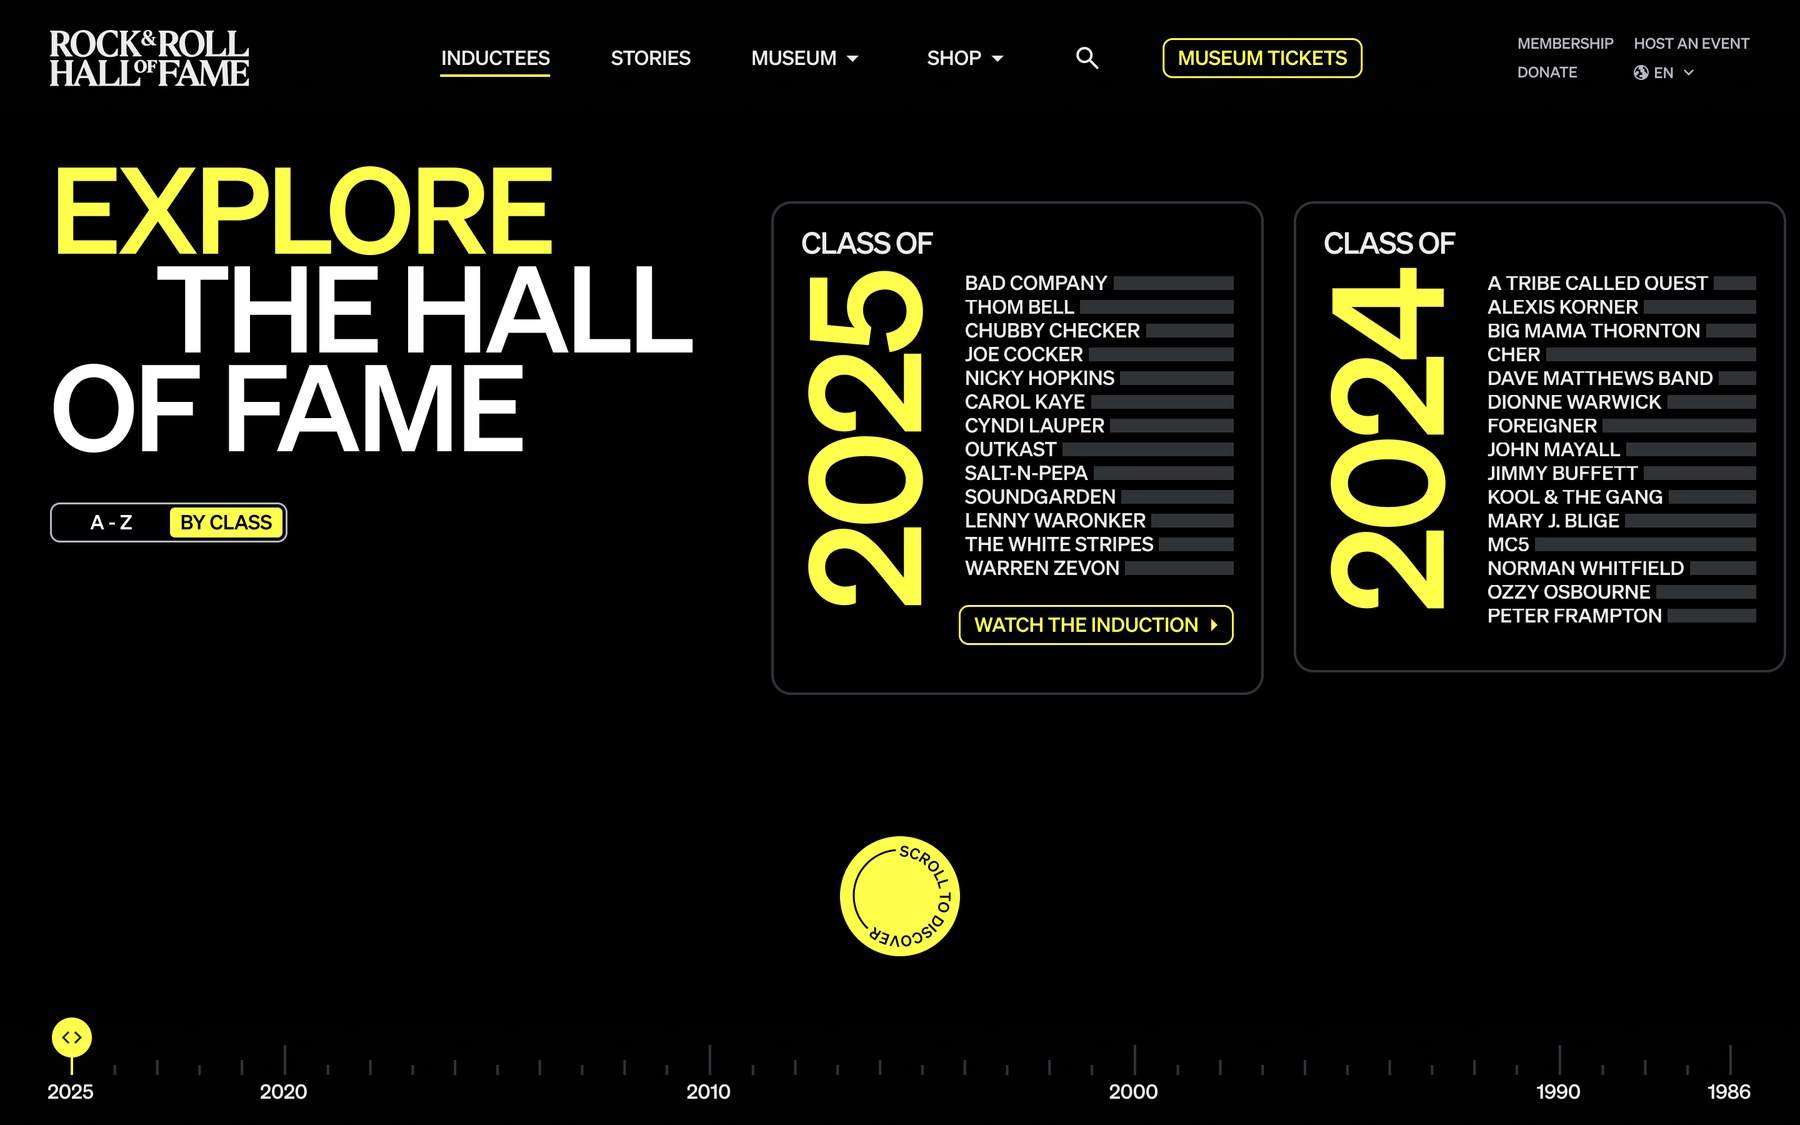 ROCK&ROLL
HALL OF FAME
INDUCTEES
STORIES
MUSEUM
SHOP
MUSEUM TICKETS
MEMBERSHIP
HOST AN EVENT
DONATE
EN
EXPLORE
THE HALL
OF FAME
A - Z
BY CLASS
CLASS OF
2025
BAD COMPANY
THOM BELL
CHUBBY CHECKER
JOE COCKER
NICKY HOPKINS
CAROL KAYE
CYNDI LAUPER
OUTKAST
SALT-N-PEPA
SOUNDGARDEN
LENNY WARONKER
THE WHITE STRIPES
WARREN ZEVON
WATCH THE INDUCTION
CLASS OF
2024
A TRIBE CALLED QUEST
ALEXIS KORNER
BIG MAMA THORNTON
CHER
DAVE MATTHEWS BAND
DIONNE WARWICK
FOREIGNER
JOHN MAYALL
JIMMY BUFFETT
KOOL & THE GANG
MARY J. BLIGE
MC5
NORMAN WHITFIELD
OZZY OSBOURNE
PETER FRAMPTON
SCROLL TO DISCOVER
2025
2020
2010
2000
1990
1986